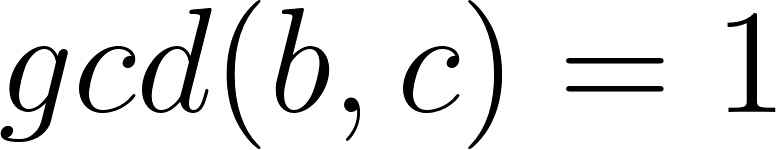 gcd(b, c) = 1